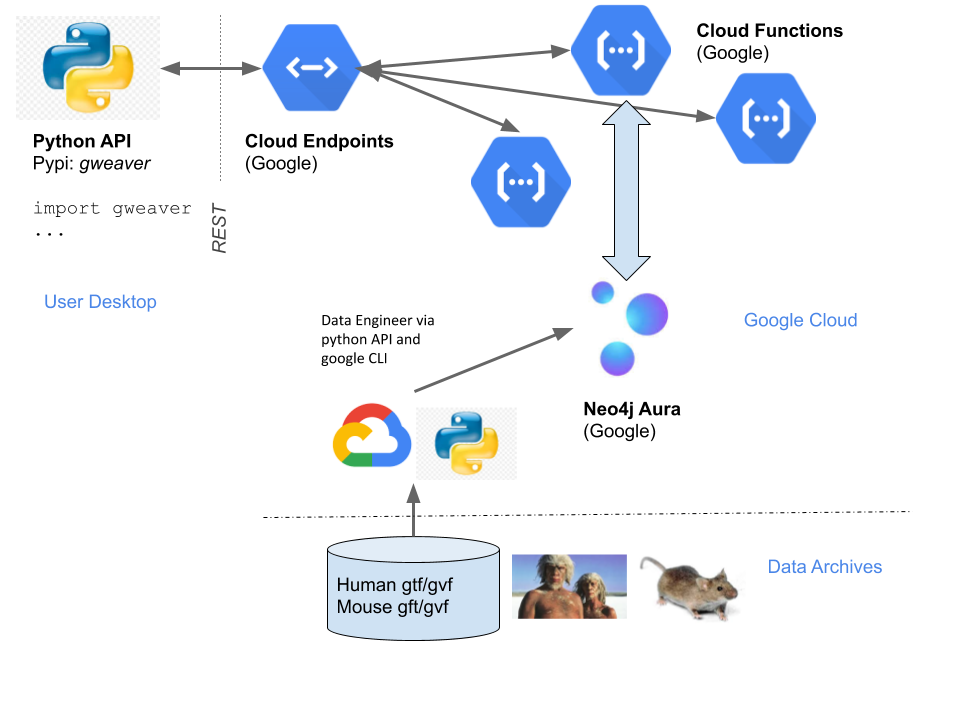 Python API
Pypi: gweaver
import gweaver
...
REST
User Desktop
Cloud Endpoints
(Google)
Cloud Functions
(Google)
Google Cloud
Data Engineer via
python API and
google CLI
Neo4j Aura
(Google)
Human gtf/gvf
Mouse gft/gvf
Data Archives